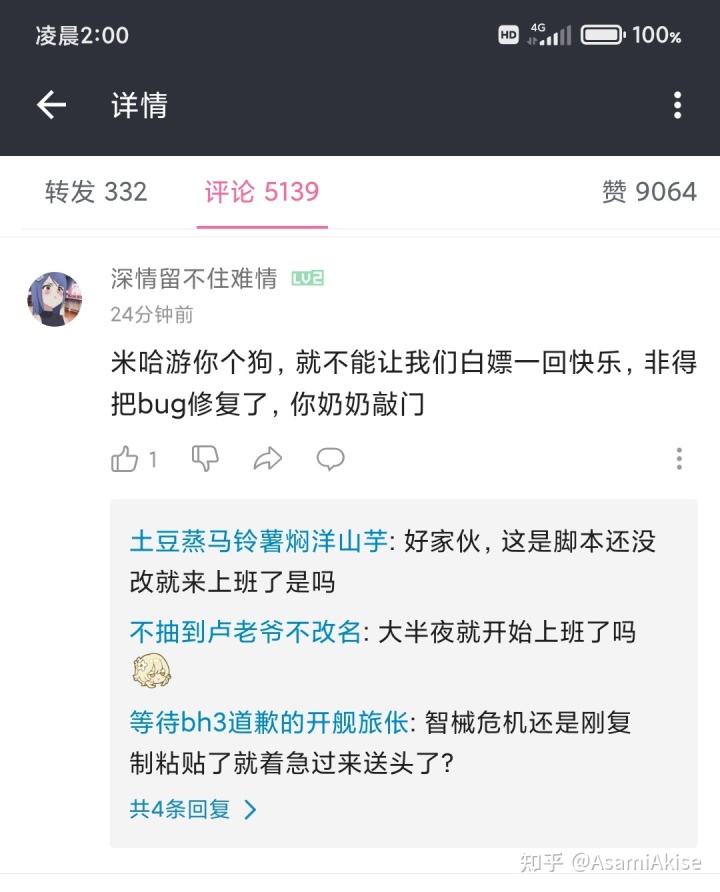 凌晨2:00
HD 4G 100%
详情
转发 332 评论 5139 赞 9064
深情留不住难情 LV2
24分钟前
米哈游你个狗，就不能让我们白嫖一回快乐，非得
把bug修复了，你奶奶敲门
1
土豆蒸马铃薯焖洋山芋: 好家伙，这是脚本还没
改就来上班了是吗
不抽到卢老爷不改名: 大半夜就开始上班了吗
等待bh3道歉的开舰旅伥: 智械危机还是刚复
制粘贴了就着急过来送头了?
共4条回复
知乎 @AsamiAkise